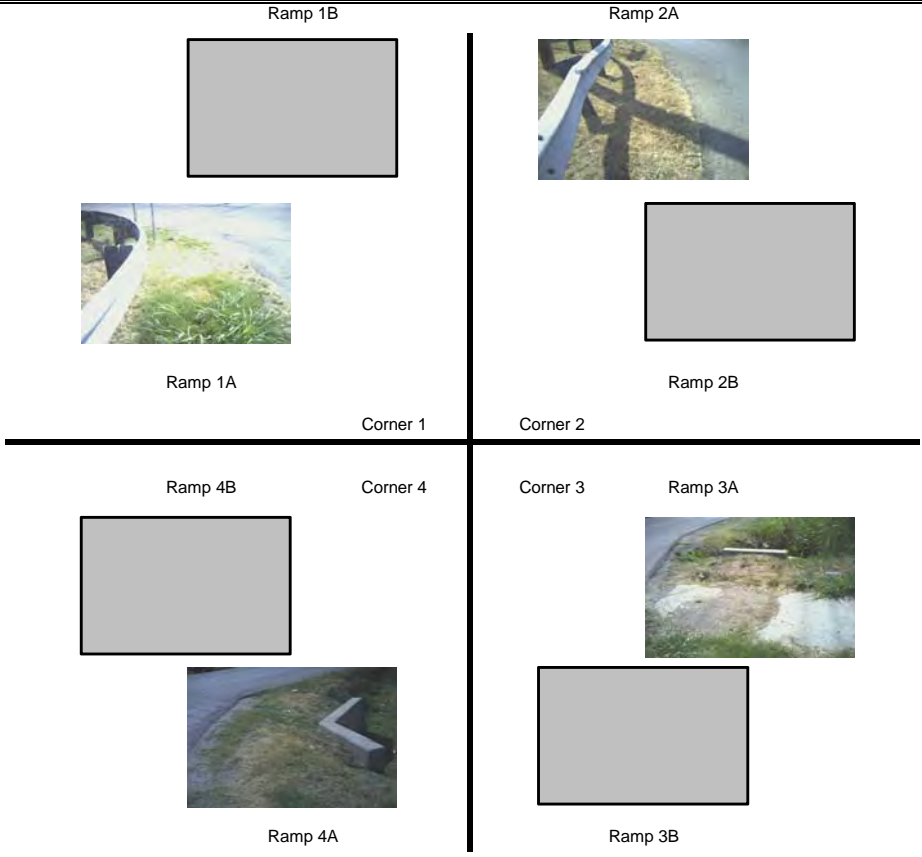 Ramp 1B
Ramp 2A
Ramp 1A
Ramp 2B
Corner 1
Corner 2
Ramp 4B
Corner 4
Corner 3
Ramp 3A
Ramp 4A
Ramp 3B